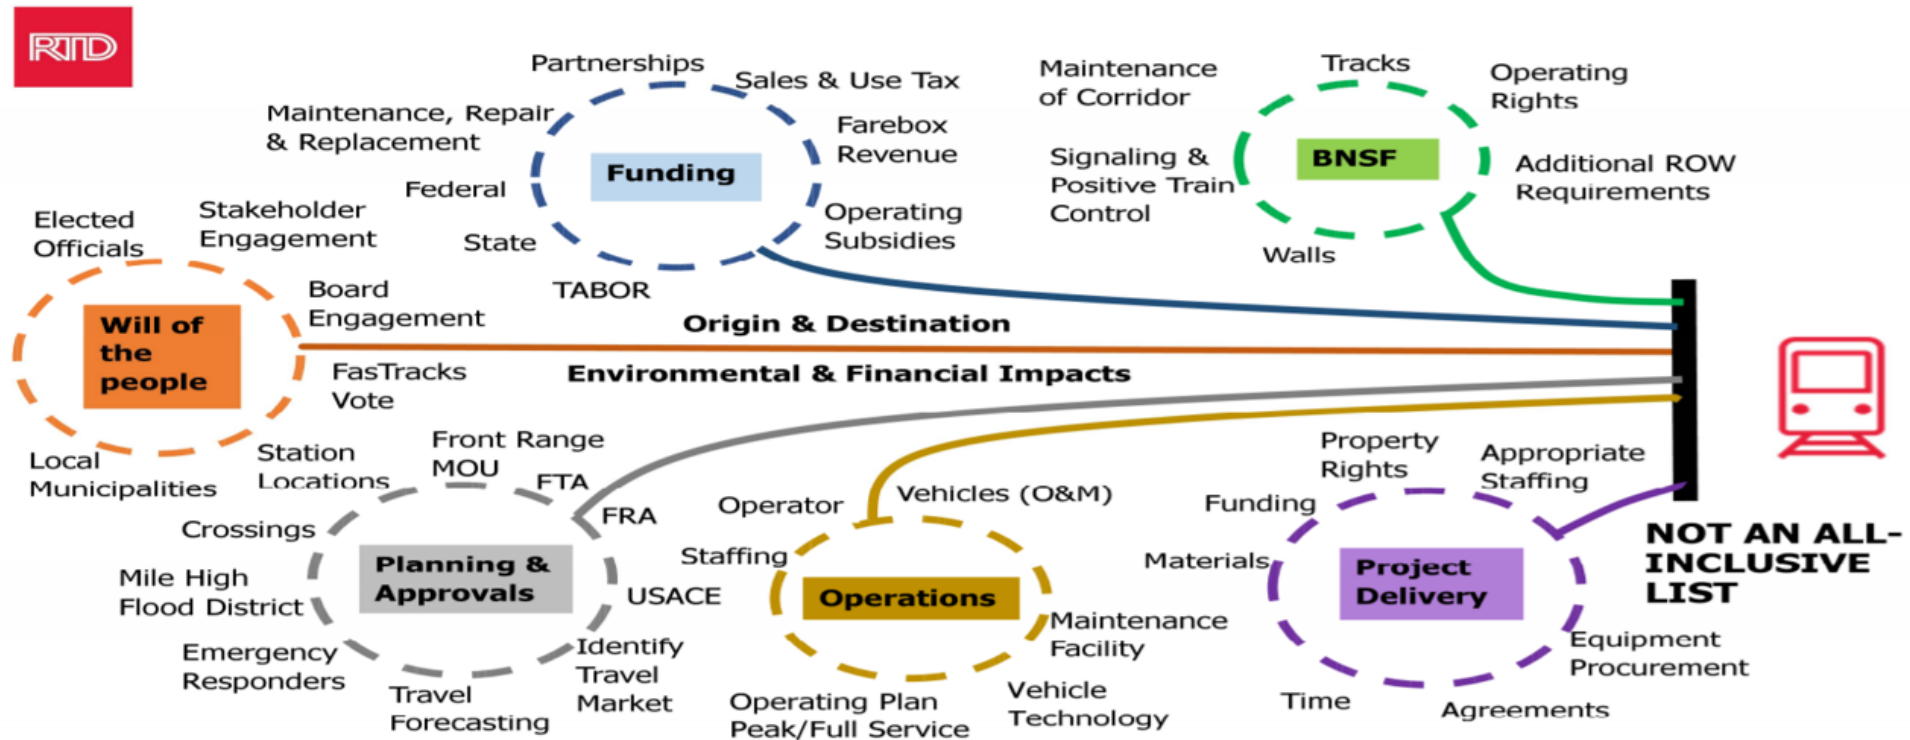 RTD
Partnerships
Sales & Use Tax
Maintenance, Repair
& Replacement
Farebox
Revenue
Funding
Federal
State
Operating
Subsidies
TABOR
Maintenance
of Corridor
Tracks
Operating
Rights
Signaling &
Positive Train
Control
BNSF
Additional ROW
Requirements
Walls
Elected
Officials
Stakeholder
Engagement
Board
Engagement
Will of
the
people
FasTracks
Vote
Local
Municipalities
Station
Locations
Origin & Destination
Environmental & Financial Impacts
Front Range
MOU
FTA
FRA
Crossings
Planning &
Approvals
Mile High
Flood District
USACE
Emergency
Responders
Identify
Travel
Market
Travel
Forecasting
Operator
Vehicles (O&M)
Staffing
Operations
Maintenance
Facility
Operating Plan
Peak/Full Service
Vehicle
Technology
Property
Rights
Appropriate
Staffing
Funding
Materials
Project
Delivery
Equipment
Procurement
Time
Agreements
NOT AN ALL-
INCLUSIVE
LIST